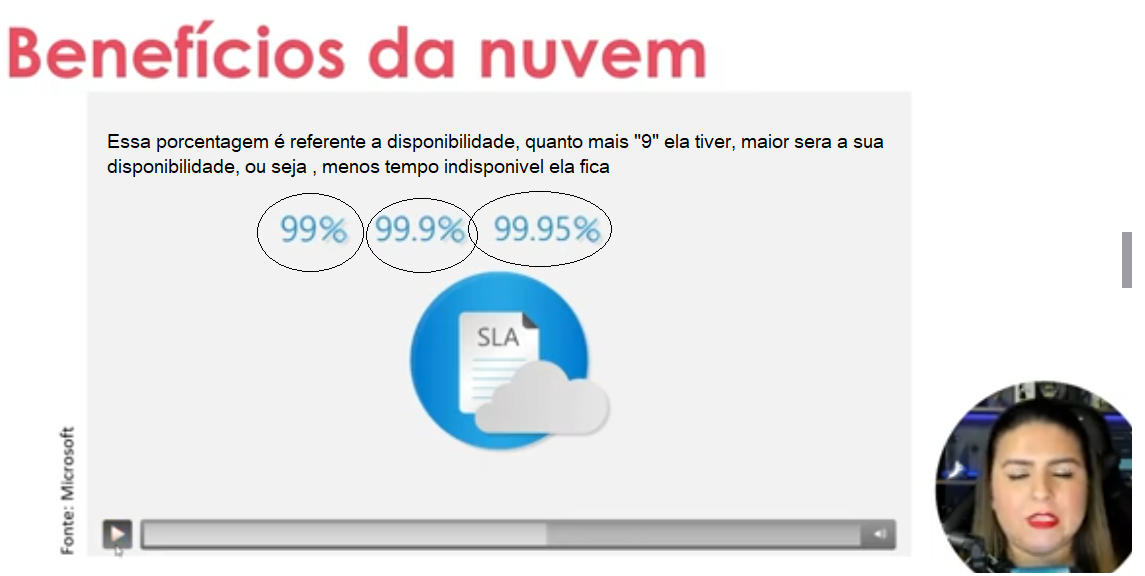 Benefícios da nuvem
Essa porcentagem é referente a disponibilidade, quanto mais "9" ela tiver, maior sera a sua
disponibilidade, ou seja , menos tempo indisponivel ela fica
99% 99.9% 99.95%
SLA
Fonte: Microsoft